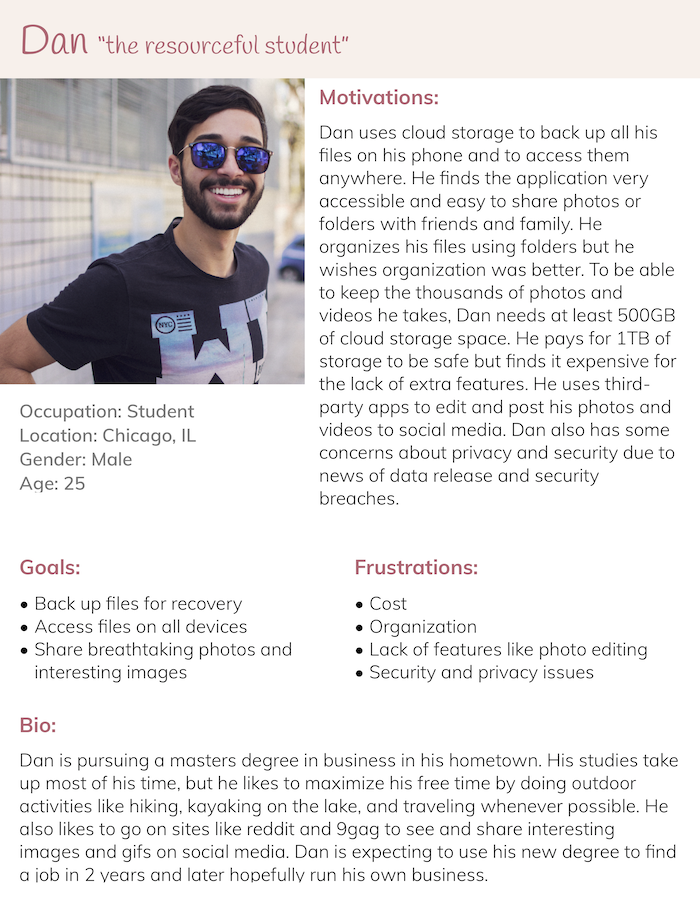 Dan "the resourceful student"
Motivations:
Dan uses cloud storage to back up all his
files on his phone and to access them
anywhere. He finds the application very
accessible and easy to share photos or
folders with friends and family. He
organizes his files using folders but he
wishes organization was better. To be able
to keep the thousands of photos and
videos he takes, Dan needs at least 500GB
of cloud storage space. He pays for 1TB of
storage to be safe but finds it expensive for
the lack of extra features. He uses third-
party apps to edit and post his photos and
videos to social media. Dan also has some
concerns about privacy and security due to
news of data release and security
breaches.
NYC
Occupation: Student
Location: Chicago, IL
Gender: Male
Age: 25
Goals:
• Back up files for recovery
• Access files on all devices
• Share breathtaking photos and
interesting images
Frustrations:
• Cost
• Organization
• Lack of features like photo editing
• Security and privacy issues
Bio:
Dan is pursuing a masters degree in business in his hometown. His studies take
up most of his time, but he likes to maximize his free time by doing outdoor
activities like hiking, kayaking on the lake, and traveling whenever possible. He
also likes to go on sites like reddit and 9gag to see and share interesting
images and gifs on social media. Dan is expecting to use his new degree to find
a job in 2 years and later hopefully run his own business.